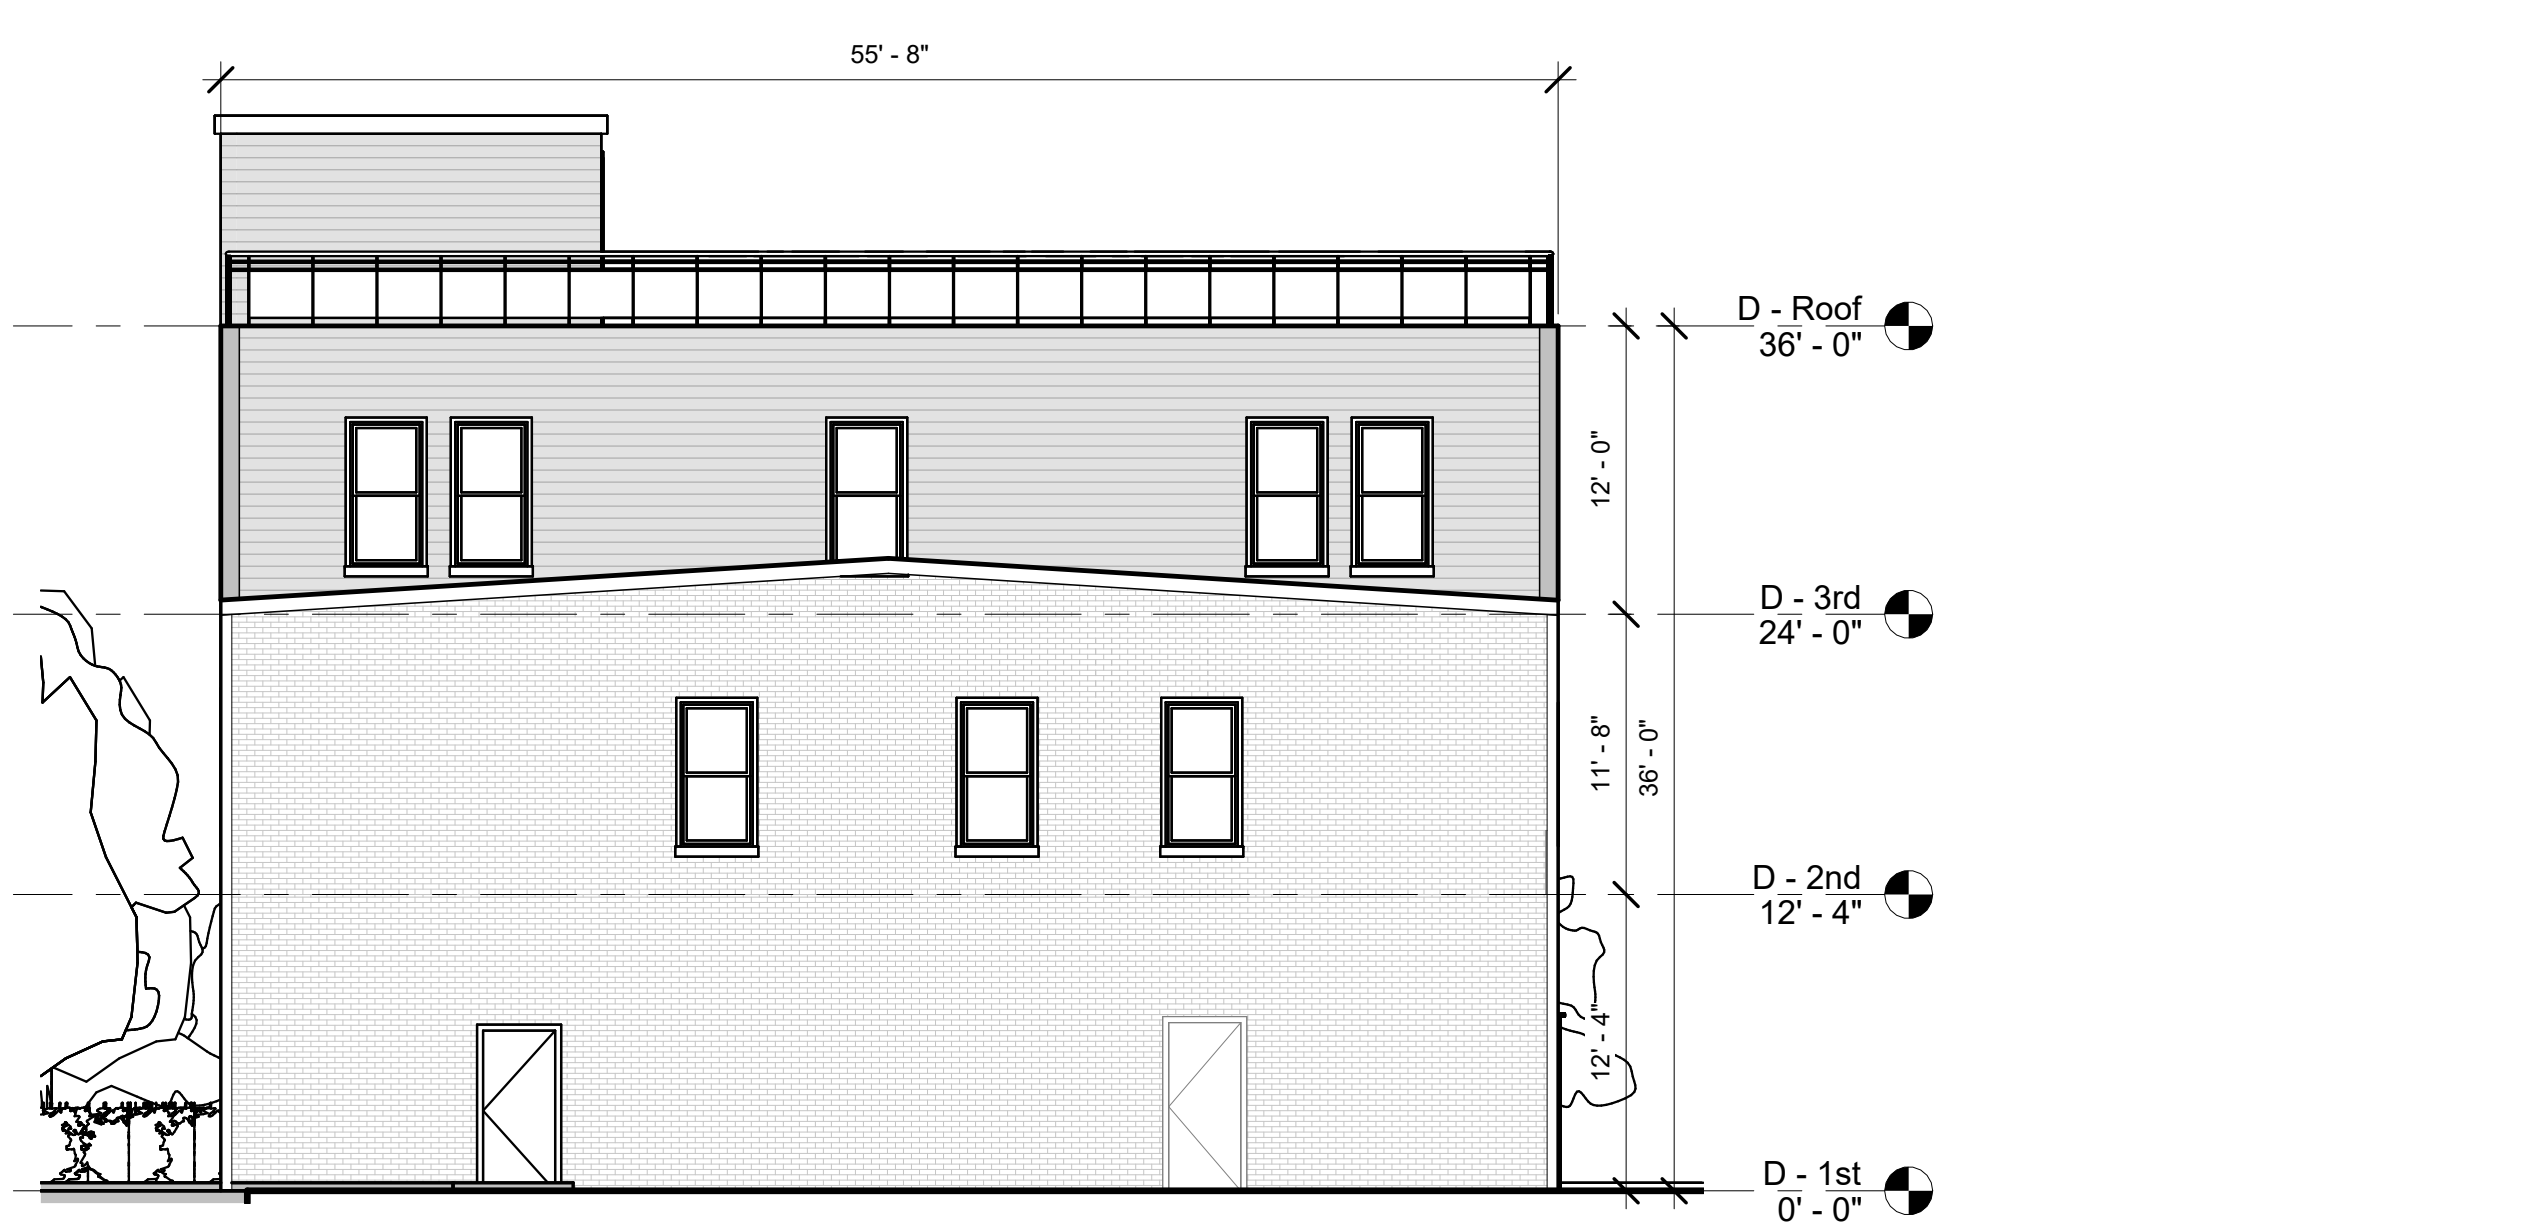 55' - 8"
D - Roof
36' - 0"
12' - 0"
D - 3rd
24' - 0"
11' - 8"
36' - 0"
D - 2nd
12' - 4"
12' - 4"
D - 1st
0' - 0"